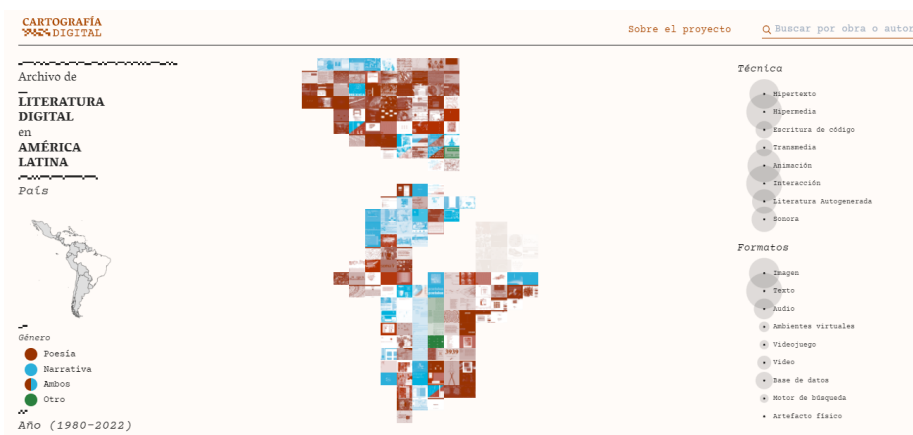 CARTOGRAFÍA
DIGITAL
Sobre el proyecto
Buscar por obra o autor
Archivo de
LITERATURA
DIGITAL
en
AMÉRICA
LATINA
País
Género
Poesía
Narrativa
Ambos
Otro
Año (1980-2022)
Técnica
Hipertexto
Hipermedia
Escritura de código
Transmedia
Animación
Interacción
Literatura Autogenerada
Sonora
Formatos
Imagen
Texto
Audio
Ambientes virtuales
Videojuego
Video
Base de datos
Motor de búsqueda
Artefacto físico